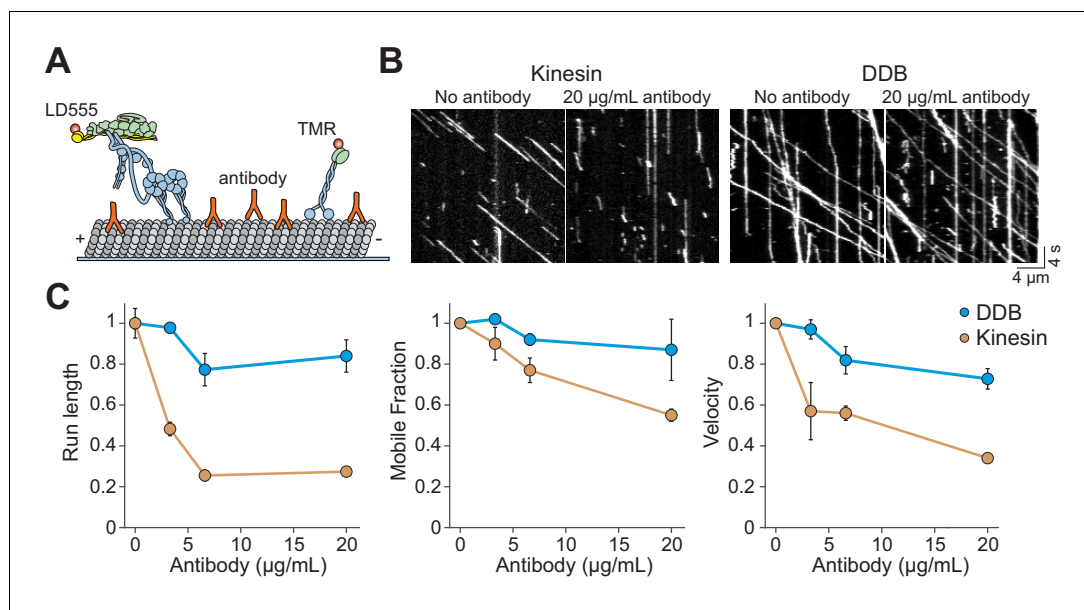 A
LD555
TMR
antibody
+
-
B
Kinesin
DDB
No antibody
20 µg/mL antibody
No antibody
20 µg/mL antibody
4 s
4 µm
C
DDB
Kinesin
Run length
1
0.8
0.6
0.4
0.2
0
0
5
10
15
20
Antibody (µg/mL)
Mobile Fraction
1
0.8
0.6
0.4
0.2
0
0
5
10
15
20
Antibody (µg/mL)
Velocity
1
0.8
0.6
0.4
0.2
0
0
5
10
15
20
Antibody (µg/mL)